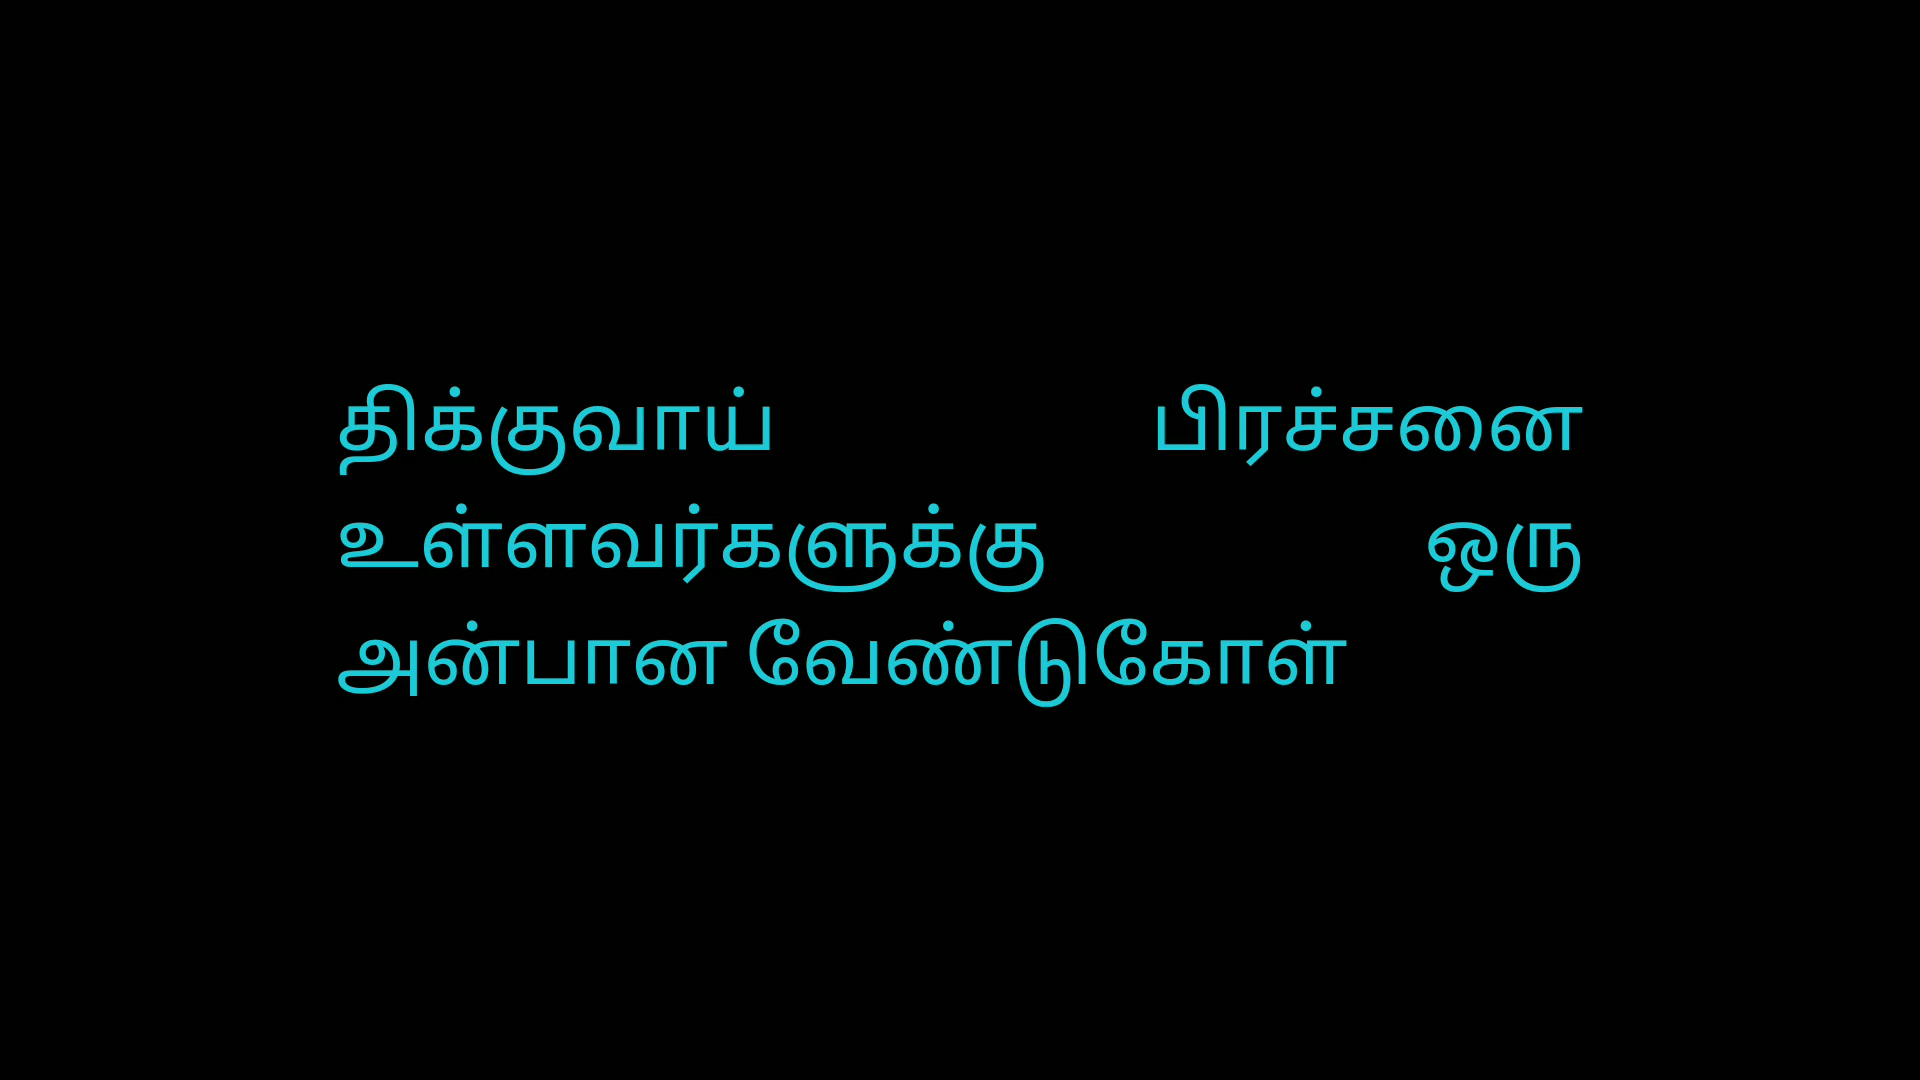 திக்குவாய் பிரச்சனை
உள்ளவர்களுக்கு ஒரு
அன்பான வேண்டுகோள்